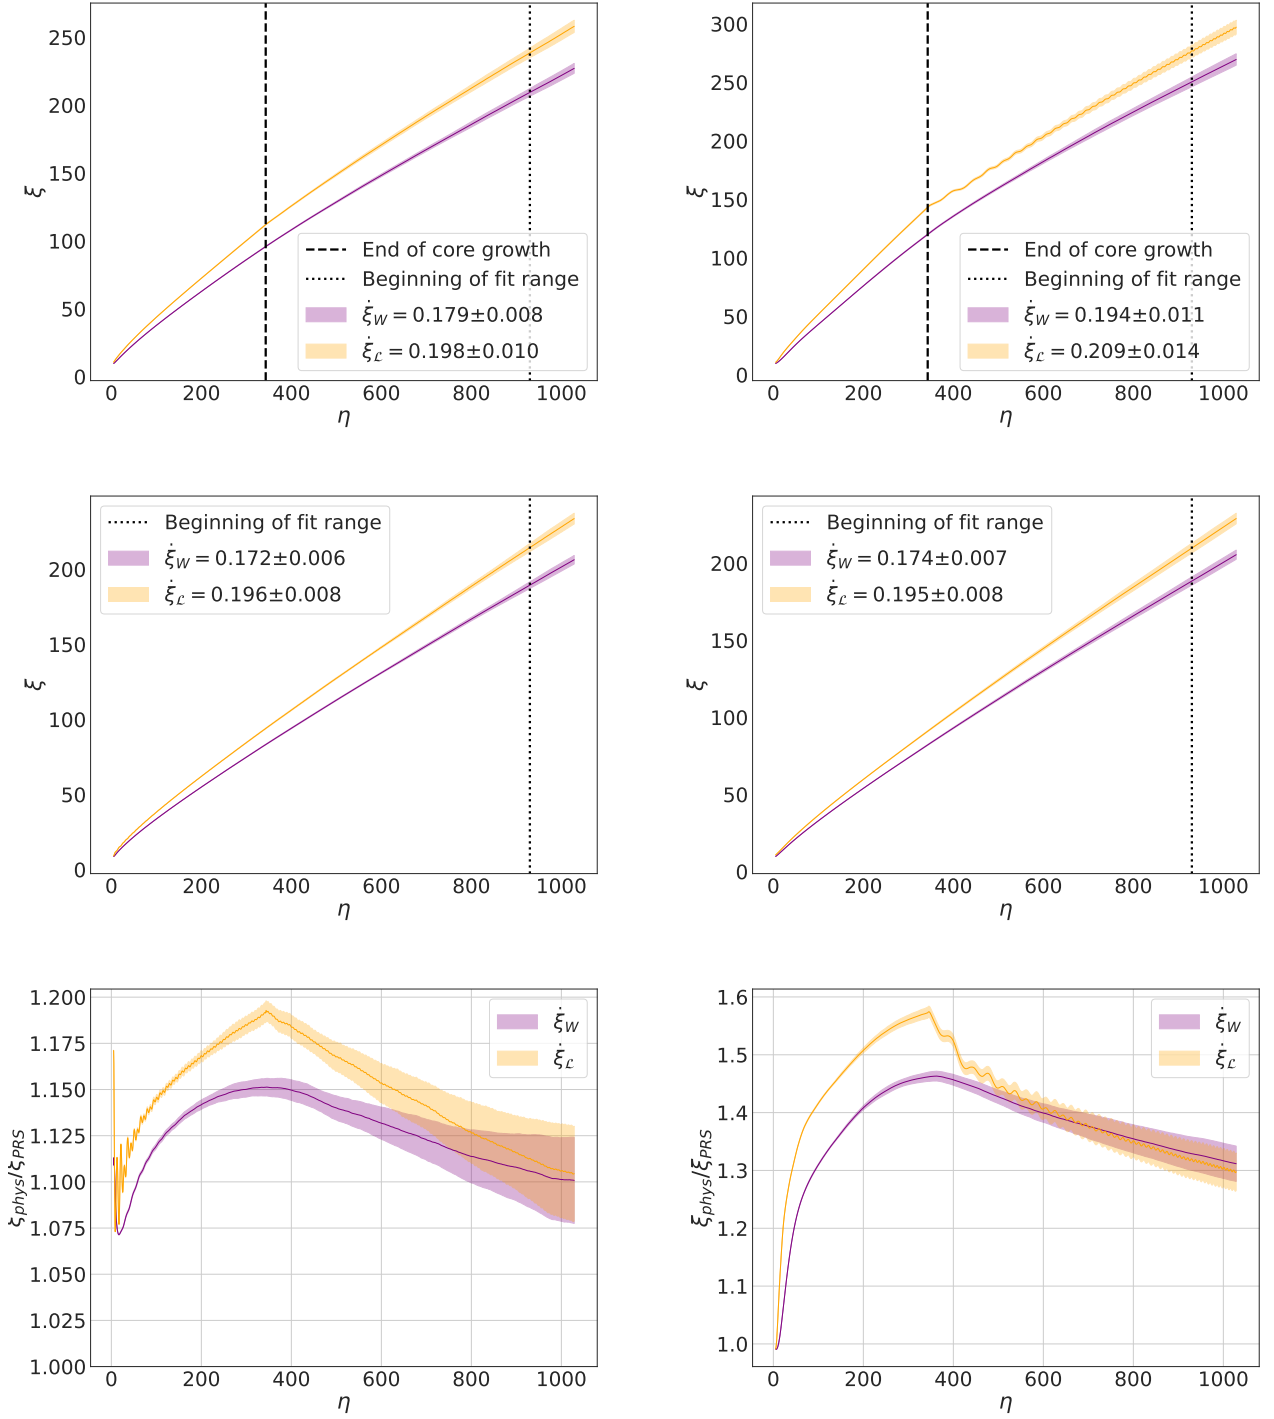 250
200
150
100
50
0
ξ
0 200 400 600 800 1000
η
End of core growth
Beginning of fit range
ξ̇_W = 0.179±0.008
ξ̇_ℒ = 0.198±0.010
300
250
200
150
100
50
0
ξ
0 200 400 600 800 1000
η
End of core growth
Beginning of fit range
ξ̇_W = 0.194±0.011
ξ̇_ℒ = 0.209±0.014
200
150
100
50
0
ξ
0 200 400 600 800 1000
η
Beginning of fit range
ξ̇_W = 0.172±0.006
ξ̇_ℒ = 0.196±0.008
200
150
100
50
0
ξ
0 200 400 600 800 1000
η
Beginning of fit range
ξ̇_W = 0.174±0.007
ξ̇_ℒ = 0.195±0.008
1.200
1.175
1.150
1.125
1.100
1.075
1.050
1.025
1.000
ξ_phys/ξ_PRS
0 200 400 600 800 1000
η
ξ̇_W
ξ̇_ℒ
1.6
1.5
1.4
1.3
1.2
1.1
1.0
ξ_phys/ξ_PRS
0 200 400 600 800 1000
η
ξ̇_W
ξ̇_ℒ